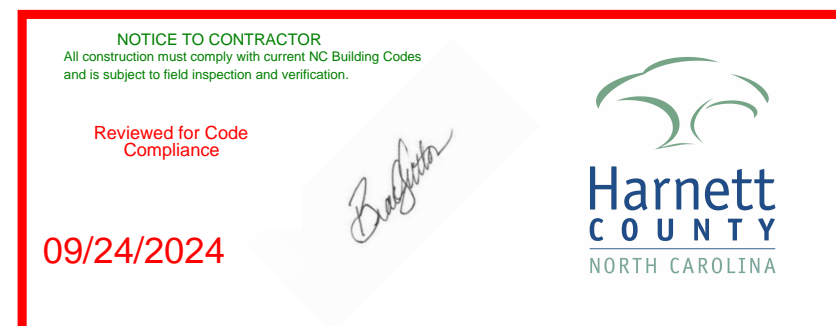 NOTICE TO CONTRACTOR
All construction must comply with current NC Building Codes
and is subject to field inspection and verification.
Reviewed for Code
Compliance
09/24/2024
Harnett
COUNTY
NORTH CAROLINA